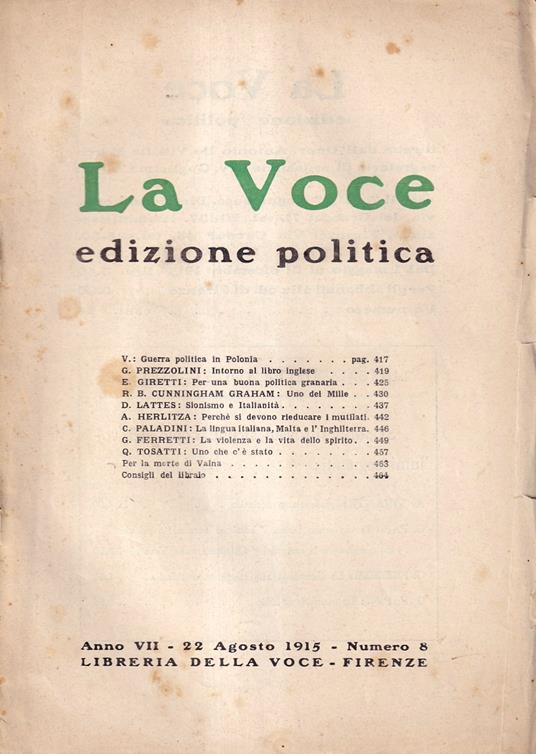 La Voce
edizione politica
V.: Guerra politica in Polonia . . . . . . . pag. 417
G. PREZZOLINI: Intorno al libro inglese . . . . 419
E. GIRETTI: Per una buona politica granaria . . . 425
R. B. CUNNINGHAM GRAHAM: Uno dei Mille . . 430
D. LATTES: Sionismo e Italianità . . . . . . . 437
A. HERLITZA: Perchè si devono rieducare i mutilati. 442
C. PALADINI: La lingua italiana, Malta e l' Inghilterra. 446
G. FERRETTI: La violenza e la vita dello spirito. . 449
Q. TOSATTI: Uno che c'è stato . . . . . . . . 457
Per la morte di Vaina . . . . . . . . . . . . 463
Consigli del libraio . . . . . . . . . . . . . 464
Anno VII - 22 Agosto 1915 - Numero 8
LIBRERIA DELLA VOCE - FIRENZE